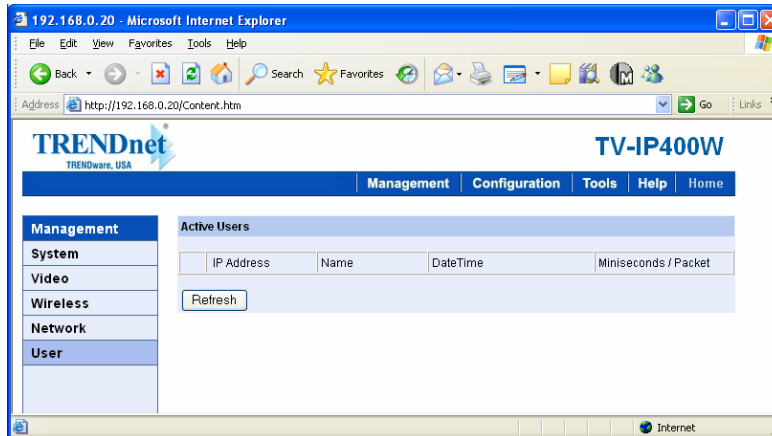 192.168.0.20 - Microsoft Internet Explorer
File Edit View Favorites Tools Help
Back Search Favorites
Address http://192.168.0.20/Content.htm Go Links
TRENDnet
TRENDware, USA
TV-IP400W
Management Configuration Tools Help Home
Management
System
Video
Wireless
Network
User
Active Users
IP Address Name DateTime Miniseconds / Packet
Refresh
Internet